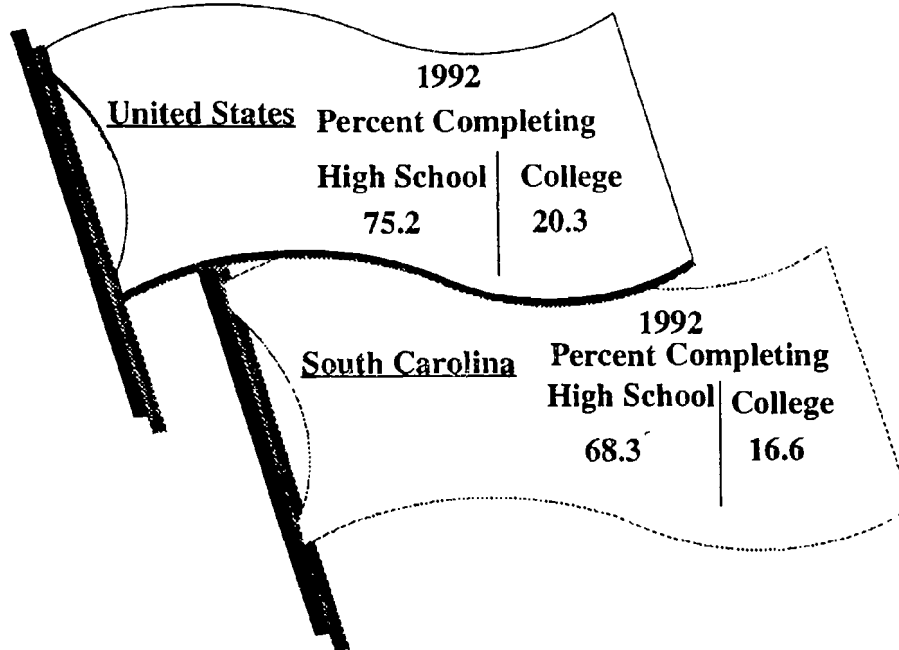 1992
United States Percent Completing
High School College
75.2 20.3
1992
South Carolina Percent Completing
High School College
68.3 16.6